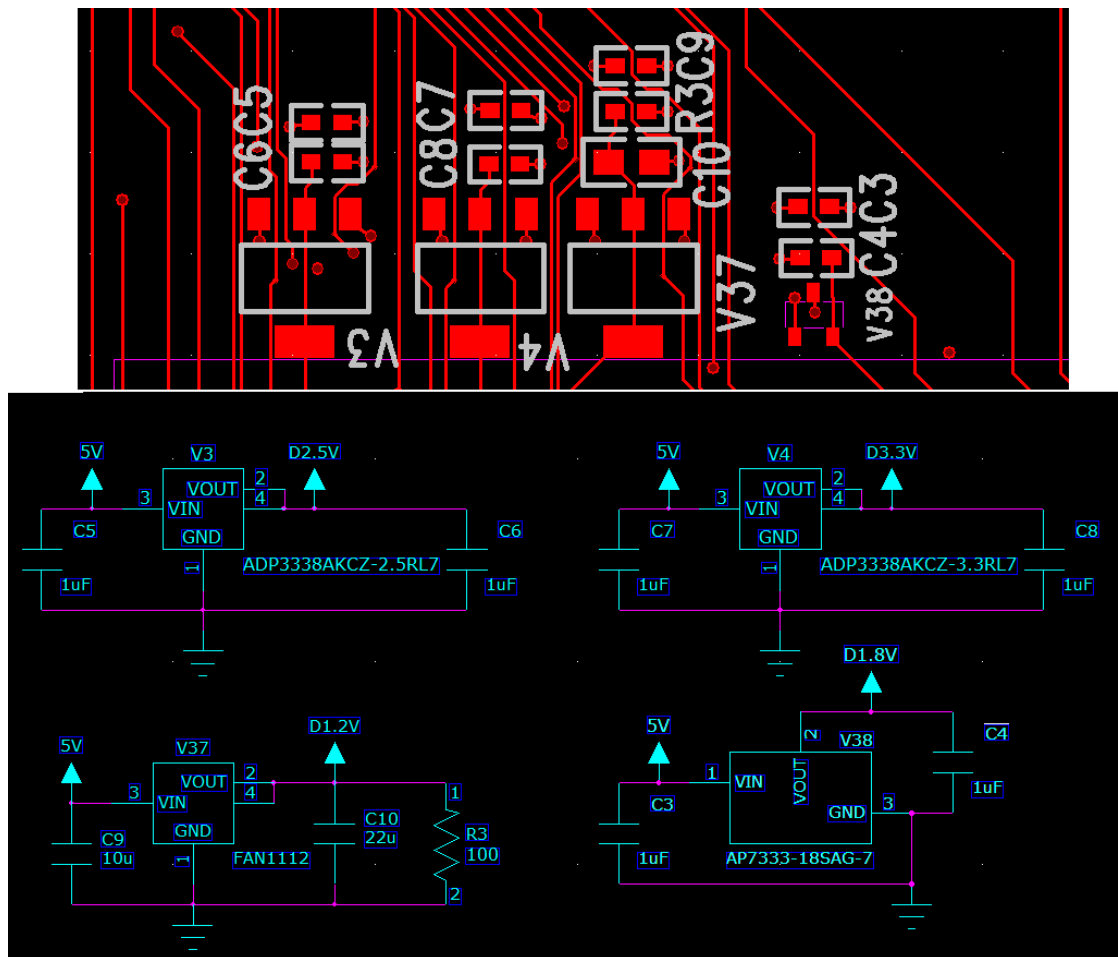 C6C5
C8C7
R3C9
C10
C4C3
V3
V4
V37
V38
5V
V3
D2.5V
3
VIN
VOUT
2
4
GND
1
C5
1uF
C6
1uF
ADP3338AKCZ-2.5RL7
5V
V4
D3.3V
3
VIN
VOUT
2
4
GND
1
C7
1uF
C8
1uF
ADP3338AKCZ-3.3RL7
5V
V37
D1.2V
3
VIN
VOUT
2
4
GND
1
C9
10u
FAN1112
C10
22u
1
R3
100
2
5V
D1.8V
V38
1
VIN
2
VOUT
GND
3
C3
1uF
C4
1uF
AP7333-18SAG-7